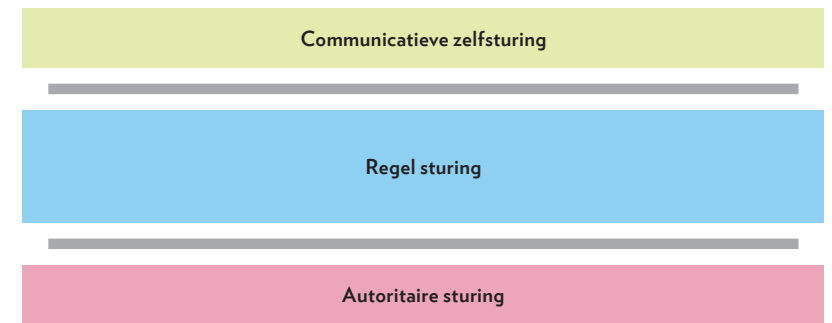 Communicatieve zelfsturing
Regel sturing
Autoritaire sturing